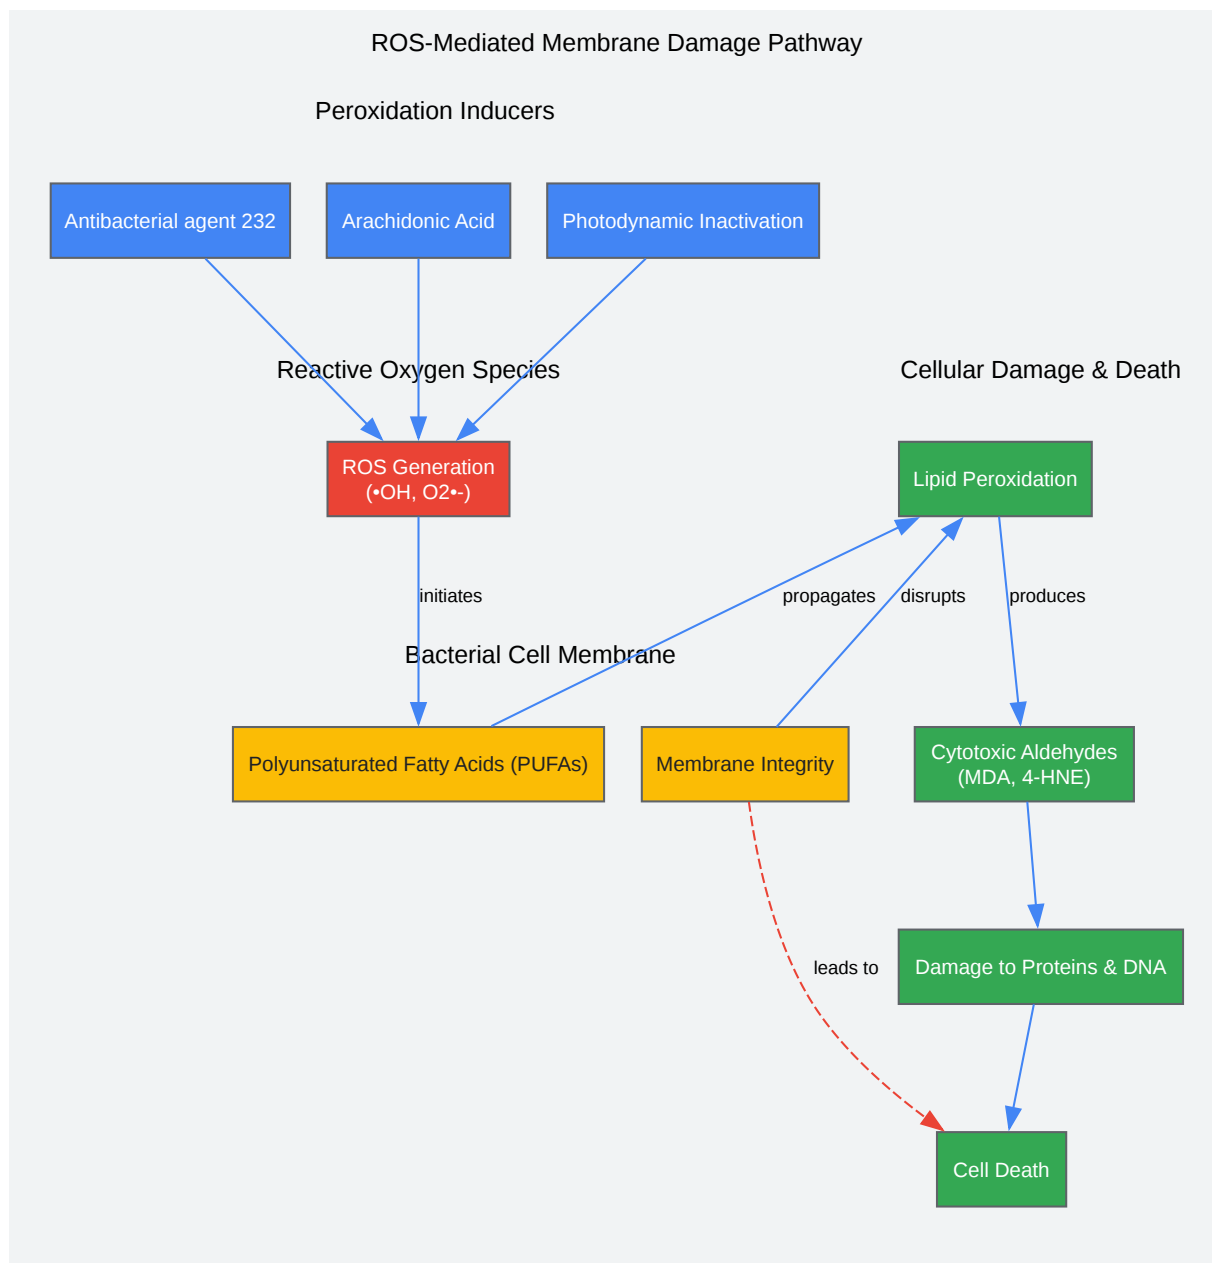 ROS-Mediated Membrane Damage Pathway
Peroxidation Inducers
Antibacterial agent 232
Arachidonic Acid
Photodynamic Inactivation
Reactive Oxygen Species
Cellular Damage & Death
ROS Generation
(•OH, O2•-)
Lipid Peroxidation
initiates
propagates
disrupts
produces
Bacterial Cell Membrane
Polyunsaturated Fatty Acids (PUFAs)
Membrane Integrity
Cytotoxic Aldehydes
(MDA, 4-HNE)
leads to
Damage to Proteins & DNA
Cell Death